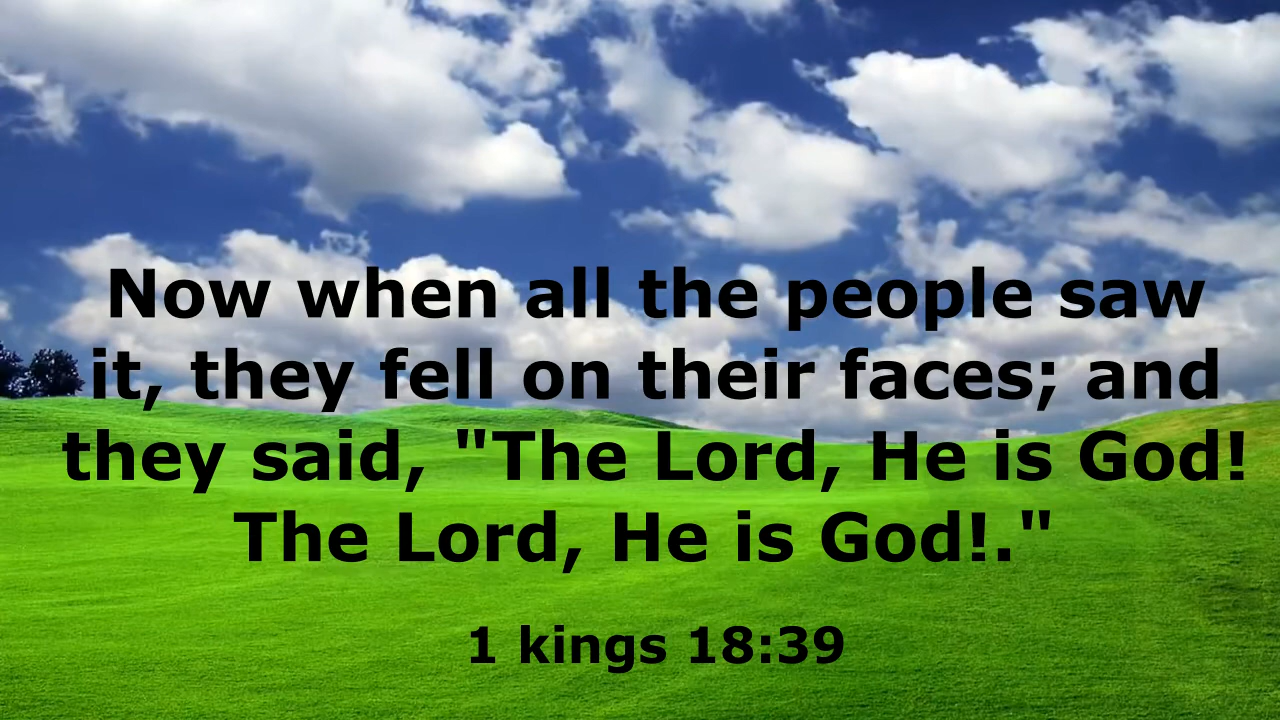 Now when all the people saw
it, they fell on their faces; and
they said, "The Lord, He is God!
The Lord, He is God!."
1 kings 18:39